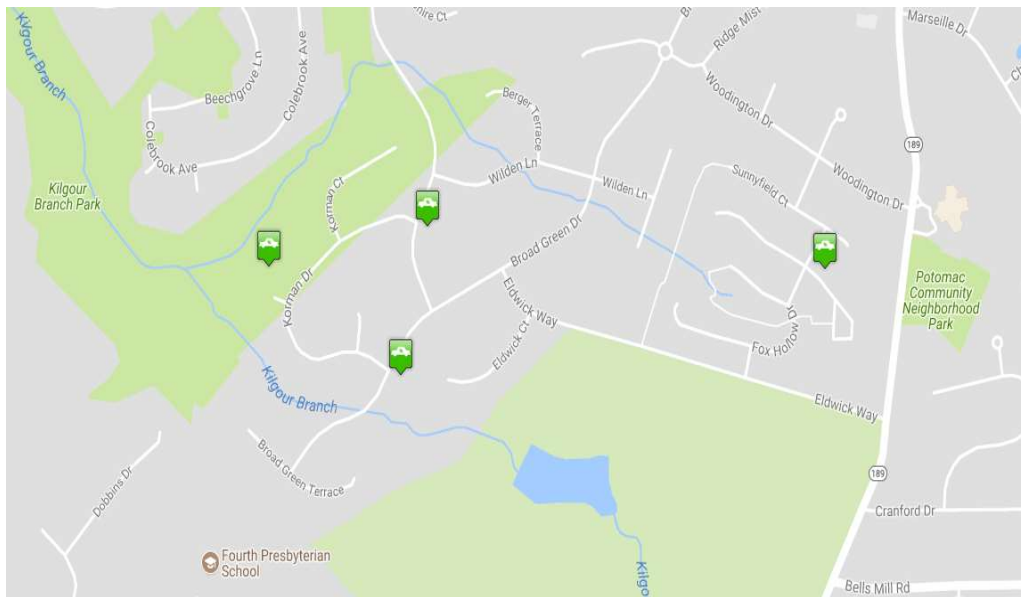 Kilgour Branch
Beechgrove Ln
Colebrook Ave
Colebrook Ave
Ridge Mist
Marseille Dr
Berger Terrace
Woodington Dr
189
Kilgour
Branch Park
Korman Ct
Wilden Ln
Wilden Ln
Sunnyfield Ct
Woodington Dr
Broad Green Dr
Korman Dr
Eldwick Way
Potomac
Community
Neighborhood
Park
Eldwick Ct
Fox Hollow Dr
Kilgour Branch
Eldwick Way
Broad Green Terrace
Dobbins Dr
189
Cranford Dr
Fourth Presbyterian
School
Kilgo
Bells Mill Rd